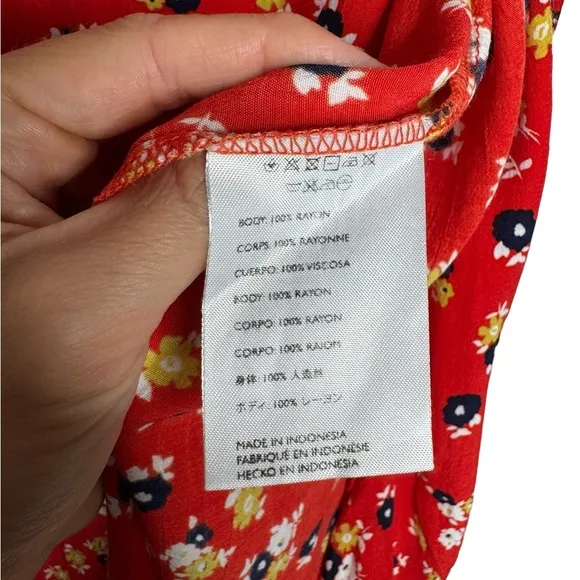 BODY: 100% RAYON
CORPS: 100% RAYONNE
CUERPO: 100% VISCOSA
BODY: 100% RAYON
CORPO: 100% RAYON
CORPO: 100% RAIOM
身体: 100% 人造丝
ボディ: 100% レーヨン
MADE IN INDONESIA
FABRIQUÉ EN INDONÉSIE
HECKO EN INDONESIA